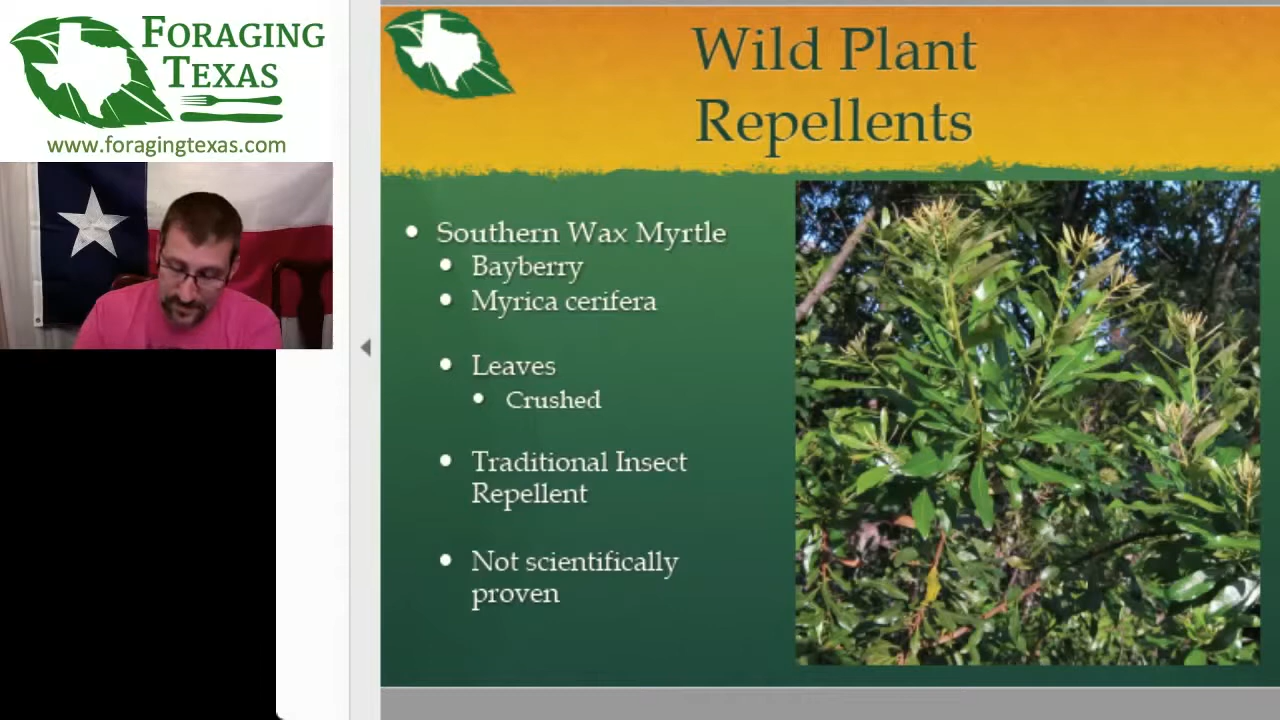 FORAGING
TEXAS
www.foragingtexas.com
Wild Plant
Repellents
Southern Wax Myrtle
Bayberry
Myrica cerifera
Leaves
Crushed
Traditional Insect
Repellent
Not scientifically
proven